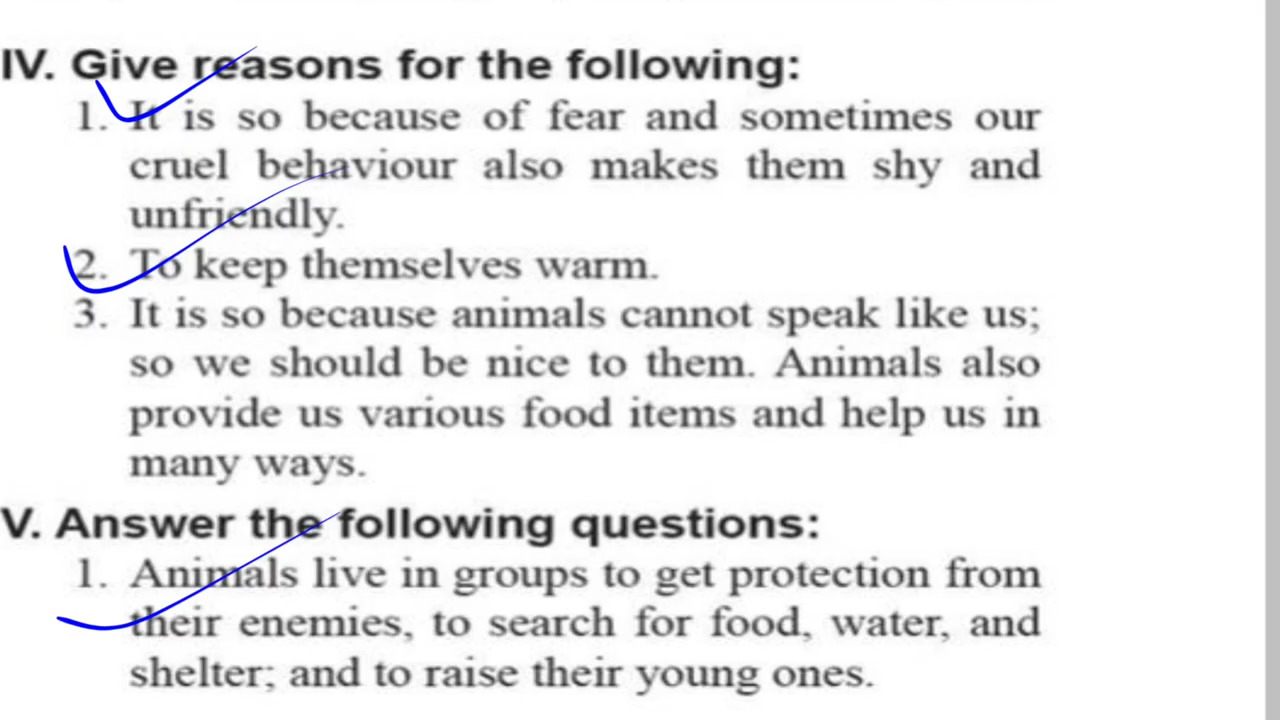 IV. Give reasons for the following:
1. It is so because of fear and sometimes our
cruel behaviour also makes them shy and
unfriendly.
2. To keep themselves warm.
3. It is so because animals cannot speak like us;
so we should be nice to them. Animals also
provide us various food items and help us in
many ways.
V. Answer the following questions:
1. Animals live in groups to get protection from
their enemies, to search for food, water, and
shelter; and to raise their young ones.